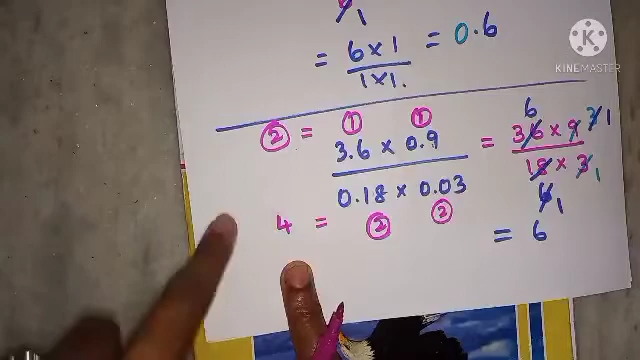 1
= 6 × 1 / 1 × 1. = 0.6
KINEMASTER
② = ① ①
6
3.6 × 0.9 / 0.18 × 0.03 = 36 × 9 3 1 / 18 × 3 1
6 1
4 = ② ②
= 6